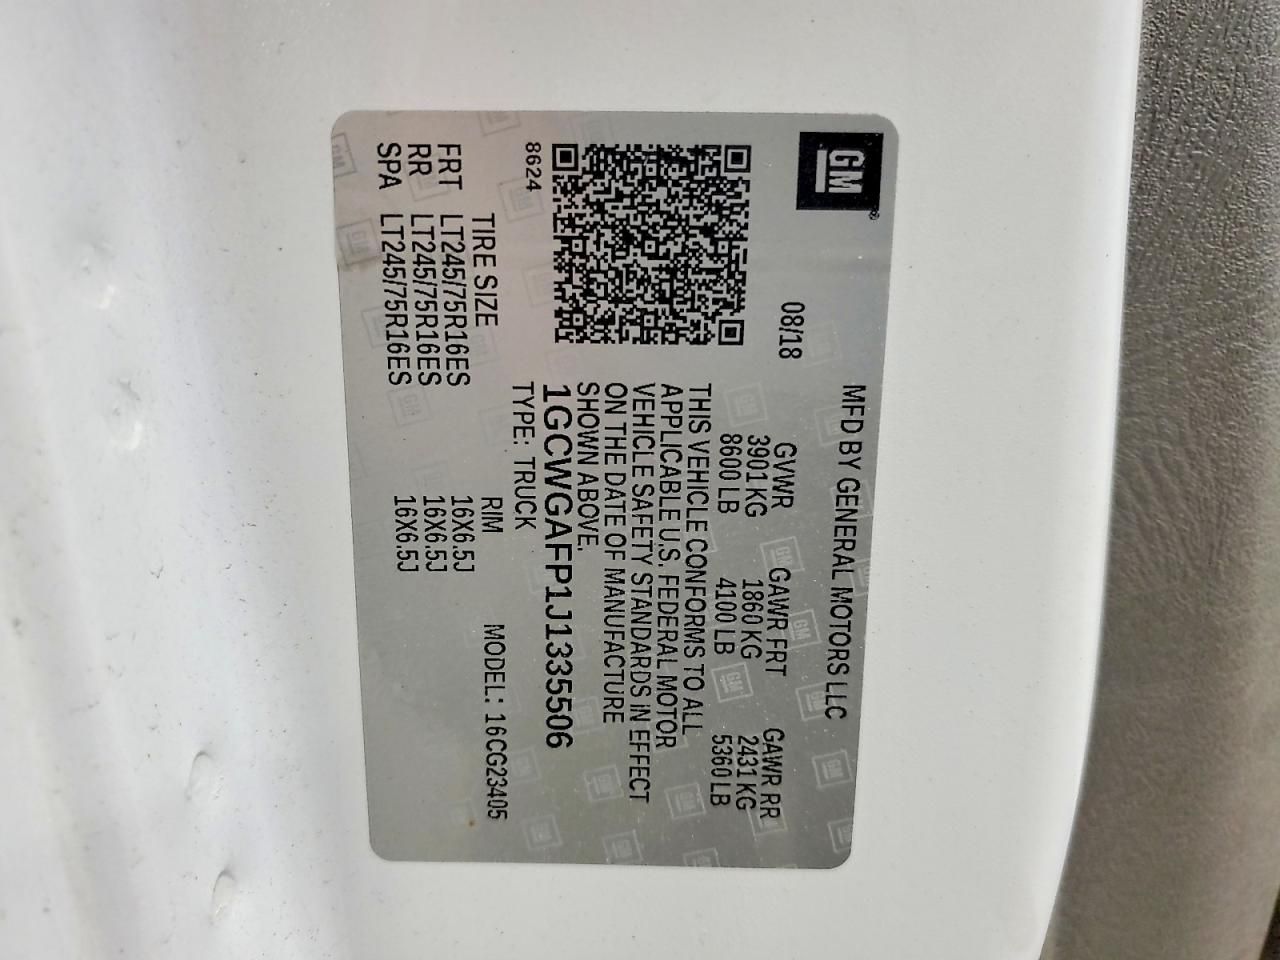 GM
MFD BY GENERAL MOTORS LLC
08/18
GVWR GAWR FRT GAWR RR
3901 KG 1860 KG 2431 KG
8600 LB 4100 LB 5360 LB
THIS VEHICLE CONFORMS TO ALL
APPLICABLE U.S. FEDERAL MOTOR
VEHICLE SAFETY STANDARDS IN EFFECT
ON THE DATE OF MANUFACTURE
SHOWN ABOVE.
1GCWGAFP1J1335506
8624
TYPE: TRUCK
MODEL: 16CG23405
TIRE SIZE RIM
FRT LT245/75R16ES 16X6.5J
RR LT245/75R16ES 16X6.5J
SPA LT245/75R16ES 16X6.5J